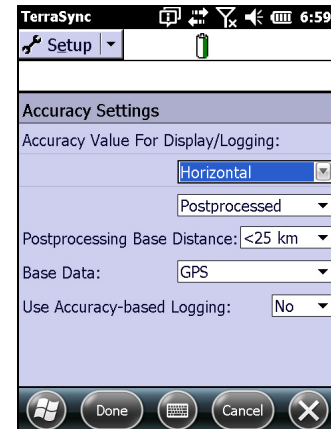 TerraSync 6:59
Setup
Accuracy Settings
Accuracy Value For Display/Logging:
Horizontal
Postprocessed
Postprocessing Base Distance: <25 km
Base Data: GPS
Use Accuracy-based Logging: No
Done Cancel